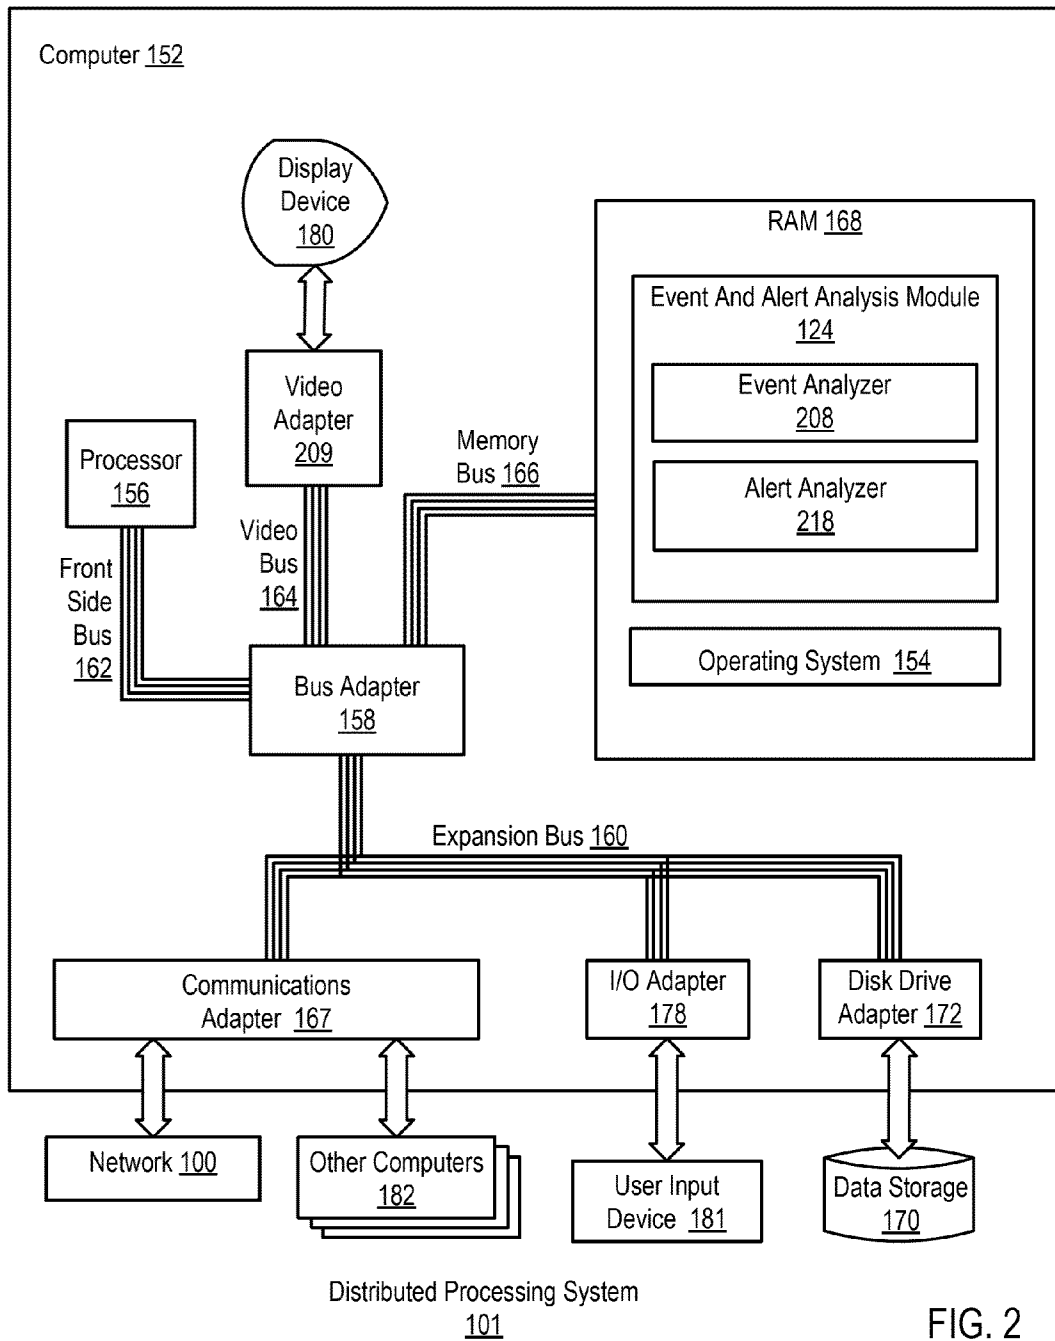 Computer 152
Display
Device
180
RAM 168
Event And Alert Analysis Module
124
Event Analyzer
208
Alert Analyzer
218
Operating System 154
Video
Adapter
209
Processor
156
Memory
Bus 166
Video
Bus
164
Front
Side
Bus
162
Bus Adapter
158
Expansion Bus 160
Communications
Adapter 167
I/O Adapter
178
Disk Drive
Adapter 172
Network 100
Other Computers
182
User Input
Device 181
Data Storage
170
Distributed Processing System
101
FIG. 2